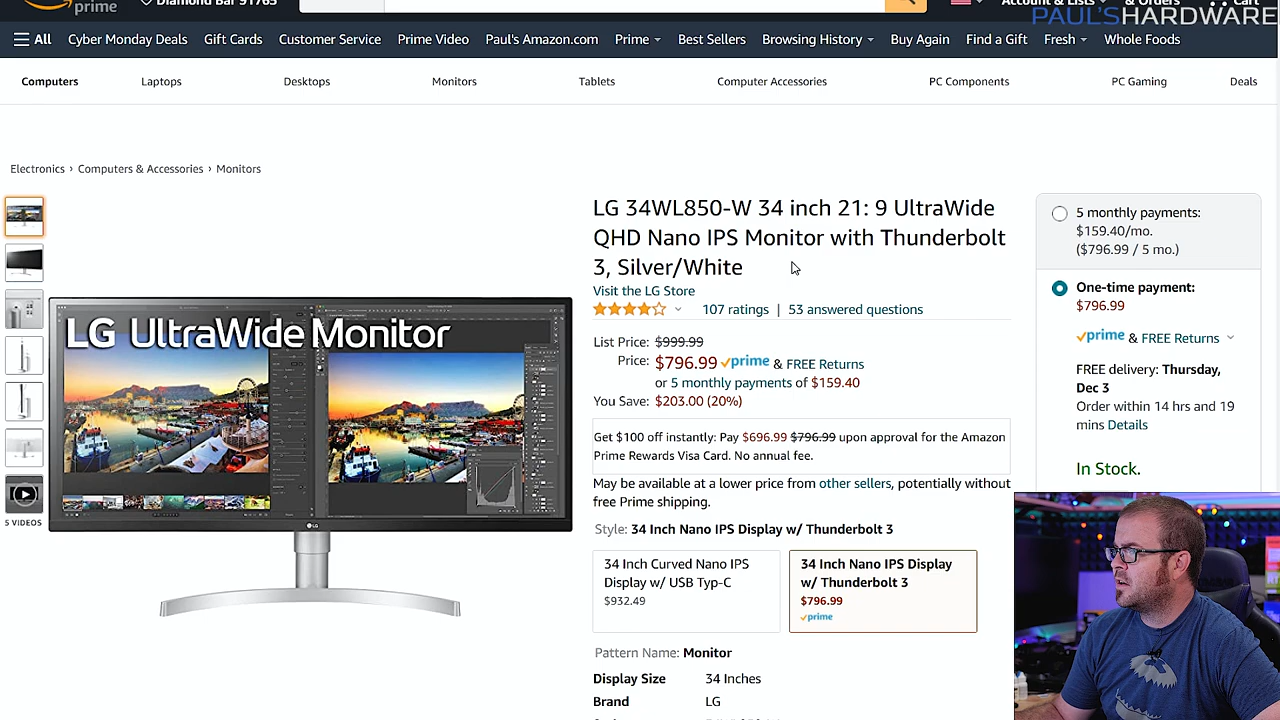 prime
Diamond Bar 91765
Account & Lists
& Orders
Cart
PAUL'S HARDWARE
All
Cyber Monday Deals
Gift Cards
Customer Service
Prime Video
Paul's Amazon.com
Prime
Best Sellers
Browsing History
Buy Again
Find a Gift
Fresh
Whole Foods
Computers
Laptops
Desktops
Monitors
Tablets
Computer Accessories
PC Components
PC Gaming
Deals
Electronics › Computers & Accessories › Monitors
5 VIDEOS
LG UltraWide Monitor
LG
LG 34WL850-W 34 inch 21: 9 UltraWide
QHD Nano IPS Monitor with Thunderbolt
3, Silver/White
Visit the LG Store
107 ratings | 53 answered questions
List Price: $999.99
Price: $796.99 prime & FREE Returns
or 5 monthly payments of $159.40
You Save: $203.00 (20%)
Get $100 off instantly: Pay $696.99 $796.99 upon approval for the Amazon
Prime Rewards Visa Card. No annual fee.
May be available at a lower price from other sellers, potentially without
free Prime shipping.
Style: 34 Inch Nano IPS Display w/ Thunderbolt 3
34 Inch Curved Nano IPS
Display w/ USB Typ-C
$932.49
34 Inch Nano IPS Display
w/ Thunderbolt 3
$796.99
prime
Pattern Name: Monitor
Display Size 34 Inches
Brand LG
5 monthly payments:
$159.40/mo.
($796.99 / 5 mo.)
One-time payment:
$796.99
prime & FREE Returns
FREE delivery: Thursday,
Dec 3
Order within 14 hrs and 19
mins Details
In Stock.